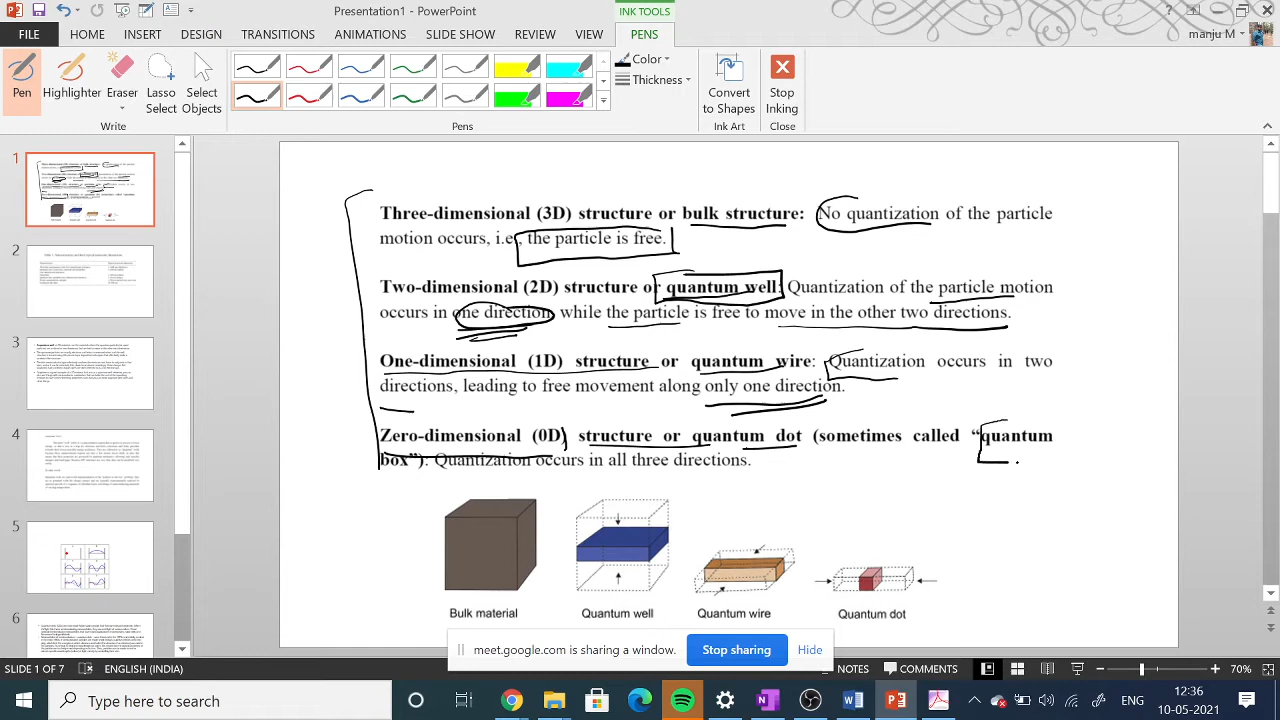 Presentation1 - PowerPoint
INK TOOLS
?
FILE HOME INSERT DESIGN TRANSITIONS ANIMATIONS SLIDE SHOW REVIEW VIEW PENS
manju M
Pen Highlighter Eraser Lasso Select Select Objects
Color
Thickness
Convert to Shapes
Stop Inking
Write Pens Ink Art Close
1
2
3
4
5
6
Three-dimensional (3D) structure or bulk structure: No quantization of the particle
motion occurs, i.e., the particle is free.
Two-dimensional (2D) structure or quantum well: Quantization of the particle motion
occurs in one direction, while the particle is free to move in the other two directions.
One-dimensional (1D) structure or quantum wire: Quantization occurs in two
directions, leading to free movement along only one direction.
Zero-dimensional (0D) structure or quantum dot (sometimes called “quantum
box”): Quantization occurs in all three directions.
Bulk material Quantum well Quantum wire Quantum dot
meet.google.com is sharing a window. Stop sharing Hide
SLIDE 1 OF 7 ENGLISH (INDIA) NOTES COMMENTS 70%
Type here to search
ENG
12:36
10-05-2021